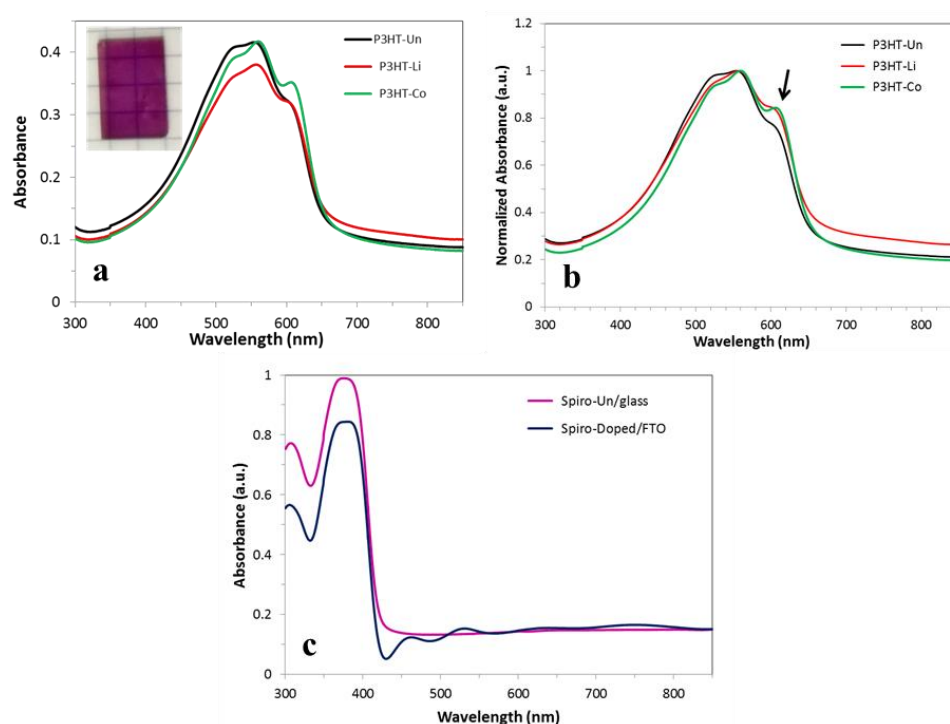 0.4
0.3
0.2
0.1
0
Absorbance
P3HT-Un
P3HT-Li
P3HT-Co
a
300 400 500 600 700 800
Wavelength (nm)
1.2
1
0.8
0.6
0.4
0.2
0
Normalized Absorbance (a.u.)
P3HT-Un
P3HT-Li
P3HT-Co
b
300 400 500 600 700 800
Wavelength (nm)
1
0.8
0.6
0.4
0.2
0
Absorbance (a.u.)
Spiro-Un/glass
Spiro-Doped/FTO
c
300 400 500 600 700 800
Wavelength (nm)